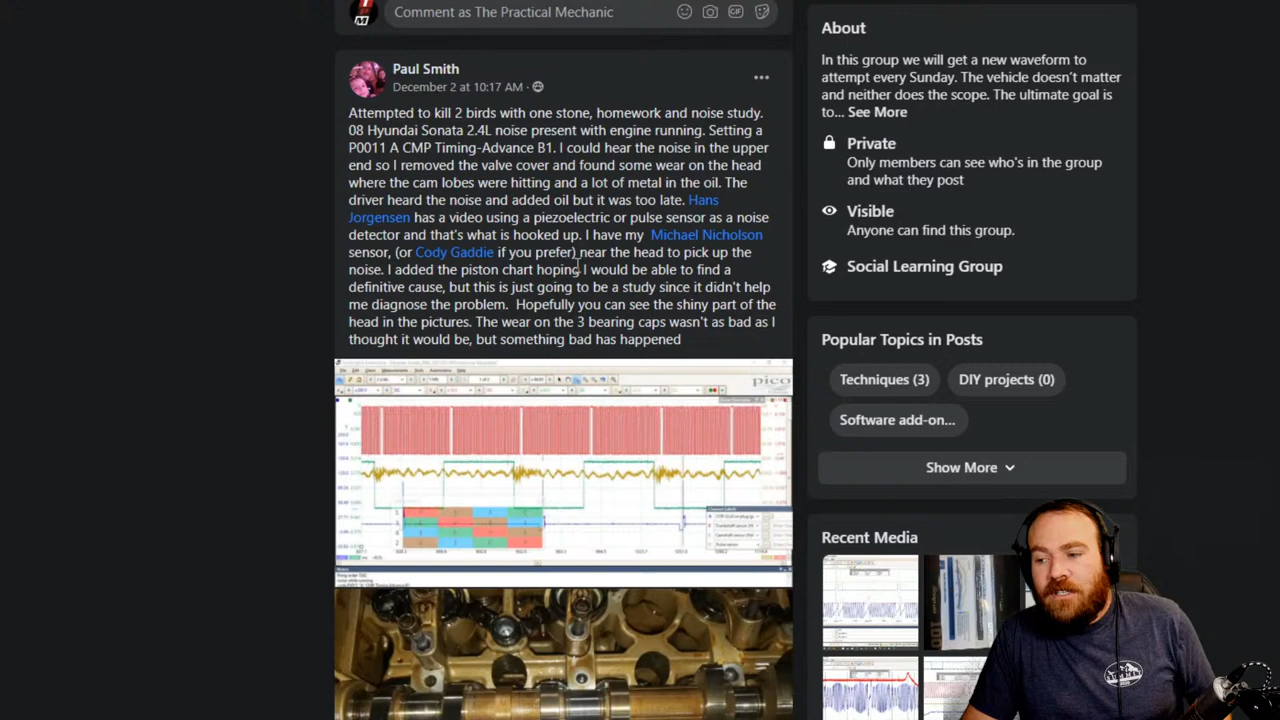 Comment as The Practical Mechanic
GIF
Paul Smith
December 2 at 10:17 AM ·
Attempted to kill 2 birds with one stone, homework and noise study.
08 Hyundai Sonata 2.4L noise present with engine running. Setting a
P0011 A CMP Timing-Advance B1. I could hear the noise in the upper
end so I removed the valve cover and found some wear on the head
where the cam lobes were hitting and a lot of metal in the oil. The
driver heard the noise and added oil but it was too late. Hans
Jorgensen has a video using a piezoelectric or pulse sensor as a noise
detector and that's what is hooked up. I have my Michael Nicholson
sensor, (or Cody Gaddie if you prefer) near the head to pick up the
noise. I added the piston chart hoping I would be able to find a
definitive cause, but this is just going to be a study since it didn't help
me diagnose the problem. Hopefully you can see the shiny part of the
head in the pictures. The wear on the 3 bearing caps wasn't as bad as I
thought it would be, but something bad has happened
pico
About
In this group we will get a new waveform to
attempt every Sunday. The vehicle doesn't matter
and neither does the scope. The ultimate goal is
to... See More
Private
Only members can see who's in the group
and what they post
Visible
Anyone can find this group.
Social Learning Group
Popular Topics in Posts
Techniques (3)
DIY projects (0)
Software add-on...
Show More
Recent Media